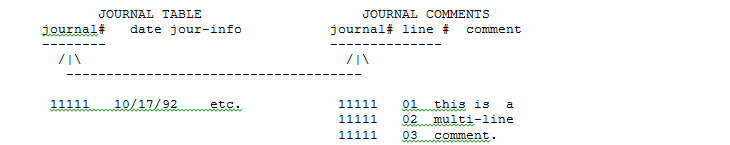 JOURNAL TABLE                    JOURNAL COMMENTS
journal#   date jour-info           journal# line #  comment
--------                            --------------
/|\                                 /|\
-------------------------------------
11111   10/17/92    etc.            11111   01  this is  a
11111   02  multi-line
11111   03  comment.